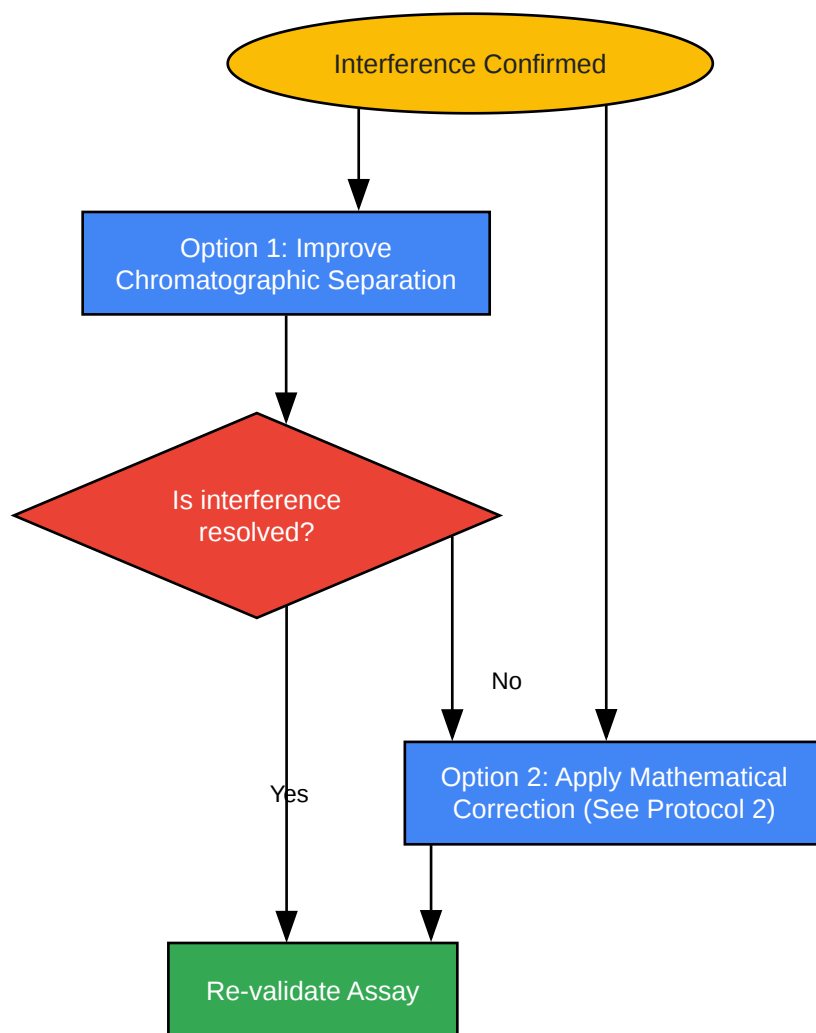 Interference Confirmed
Option 1: Improve
Chromatographic Separation
Is interference
resolved?
No
Option 2: Apply Mathematical
Correction (See Protocol 2)
Yes
Re-validate Assay